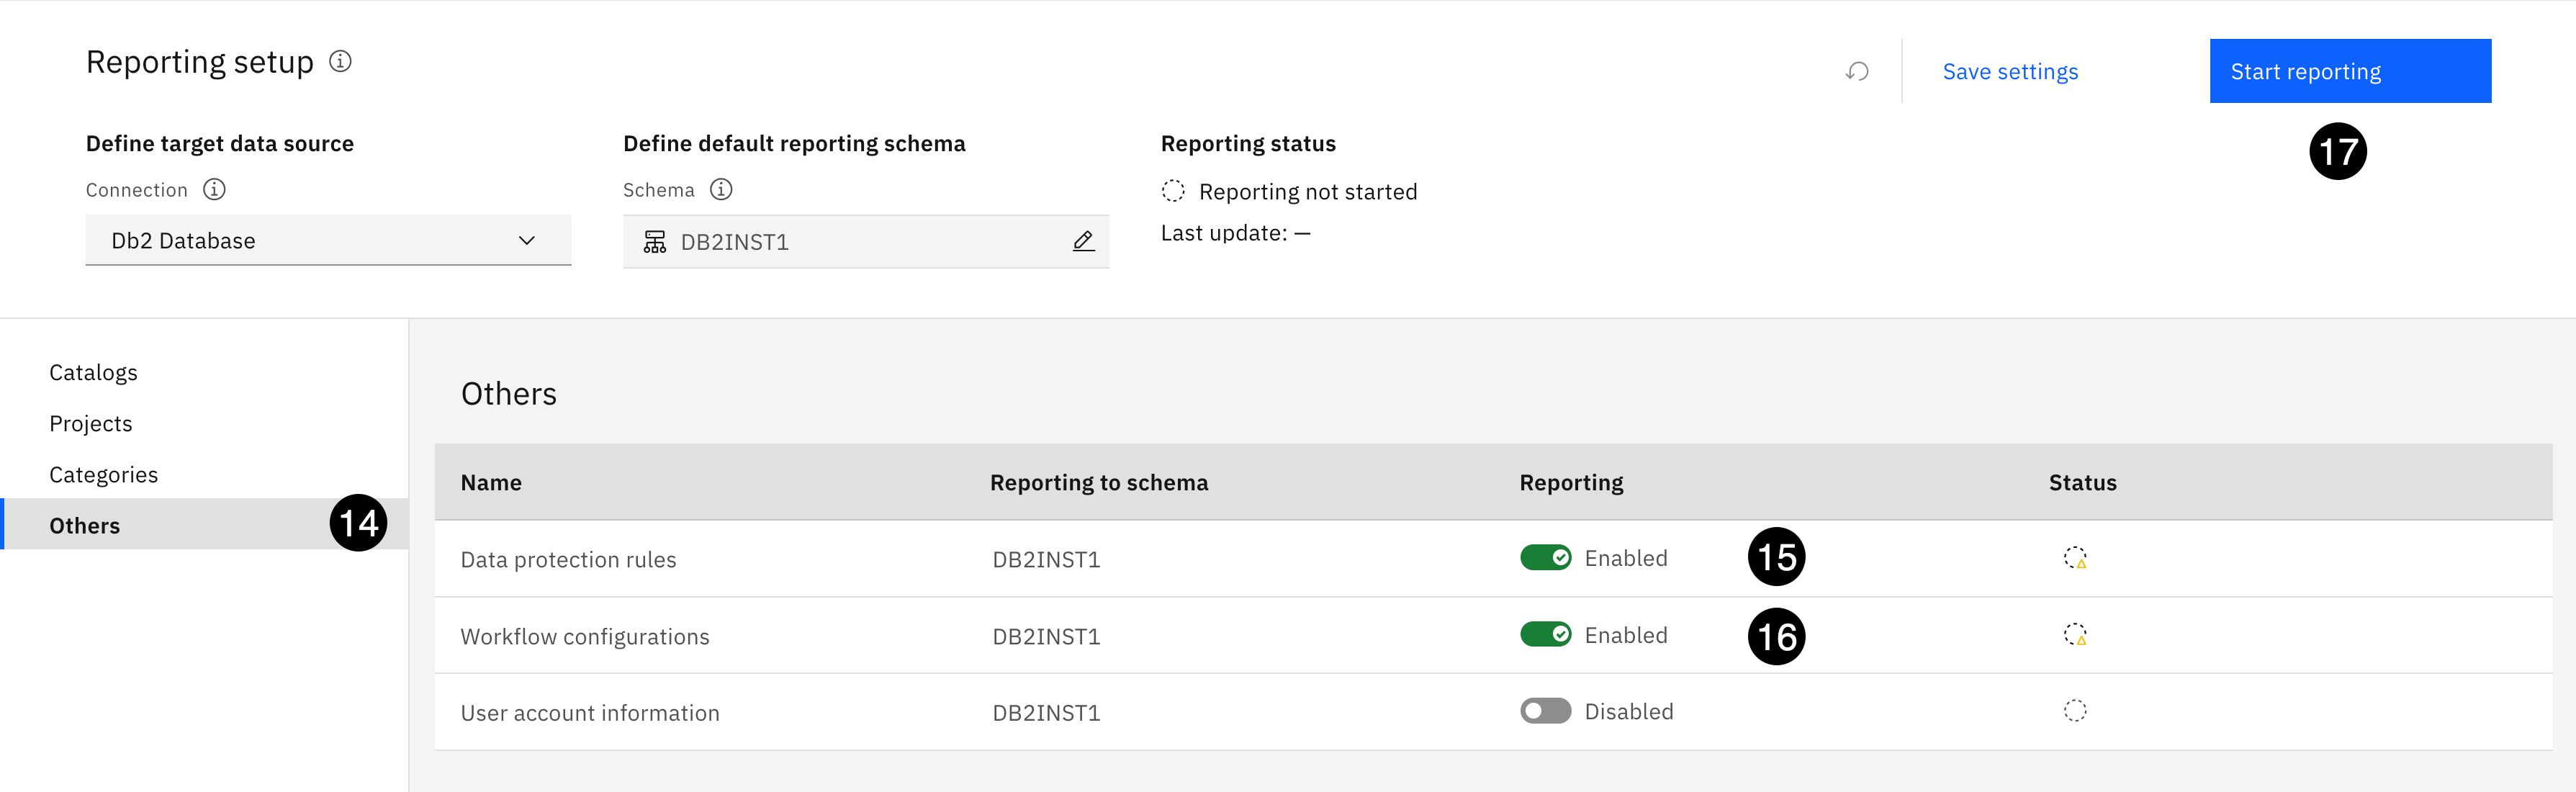 Reporting setup
Save settings
Start reporting
17
Define target data source
Connection
Db2 Database
Define default reporting schema
Schema
DB2INST1
Reporting status
Reporting not started
Last update: —
Catalogs
Projects
Categories
Others
14
Others
Name Reporting to schema Reporting Status
Data protection rules DB2INST1 Enabled 15
Workflow configurations DB2INST1 Enabled 16
User account information DB2INST1 Disabled